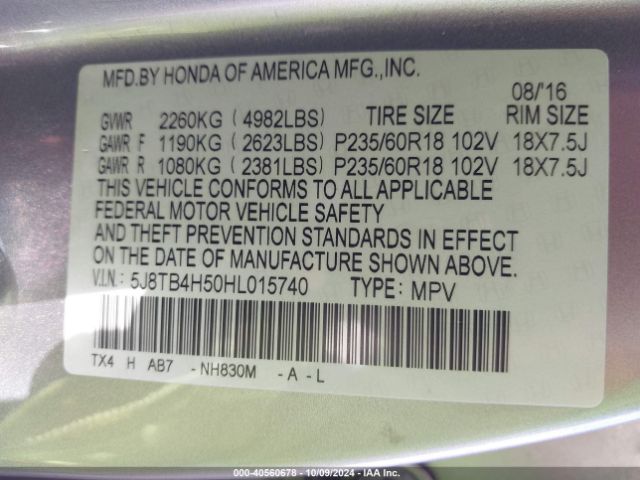 MFD.BY HONDA OF AMERICA MFG.,INC.
08/'16
GVWR 2260KG ( 4982LBS) TIRE SIZE RIM SIZE
GAWR F 1190KG ( 2623LBS) P235/60R18 102V 18X7.5J
GAWR R 1080KG ( 2381LBS) P235/60R18 102V 18X7.5J
THIS VEHICLE CONFORMS TO ALL APPLICABLE
FEDERAL MOTOR VEHICLE SAFETY
AND THEFT PREVENTION STANDARDS IN EFFECT
ON THE DATE OF MANUFACTURE SHOWN ABOVE.
V.I.N.: 5J8TB4H50HL015740 TYPE: MPV
TX4 H AB7 -NH830M -A-L
000-40560678 - 10/09/2024 - IAA Inc. Copyright